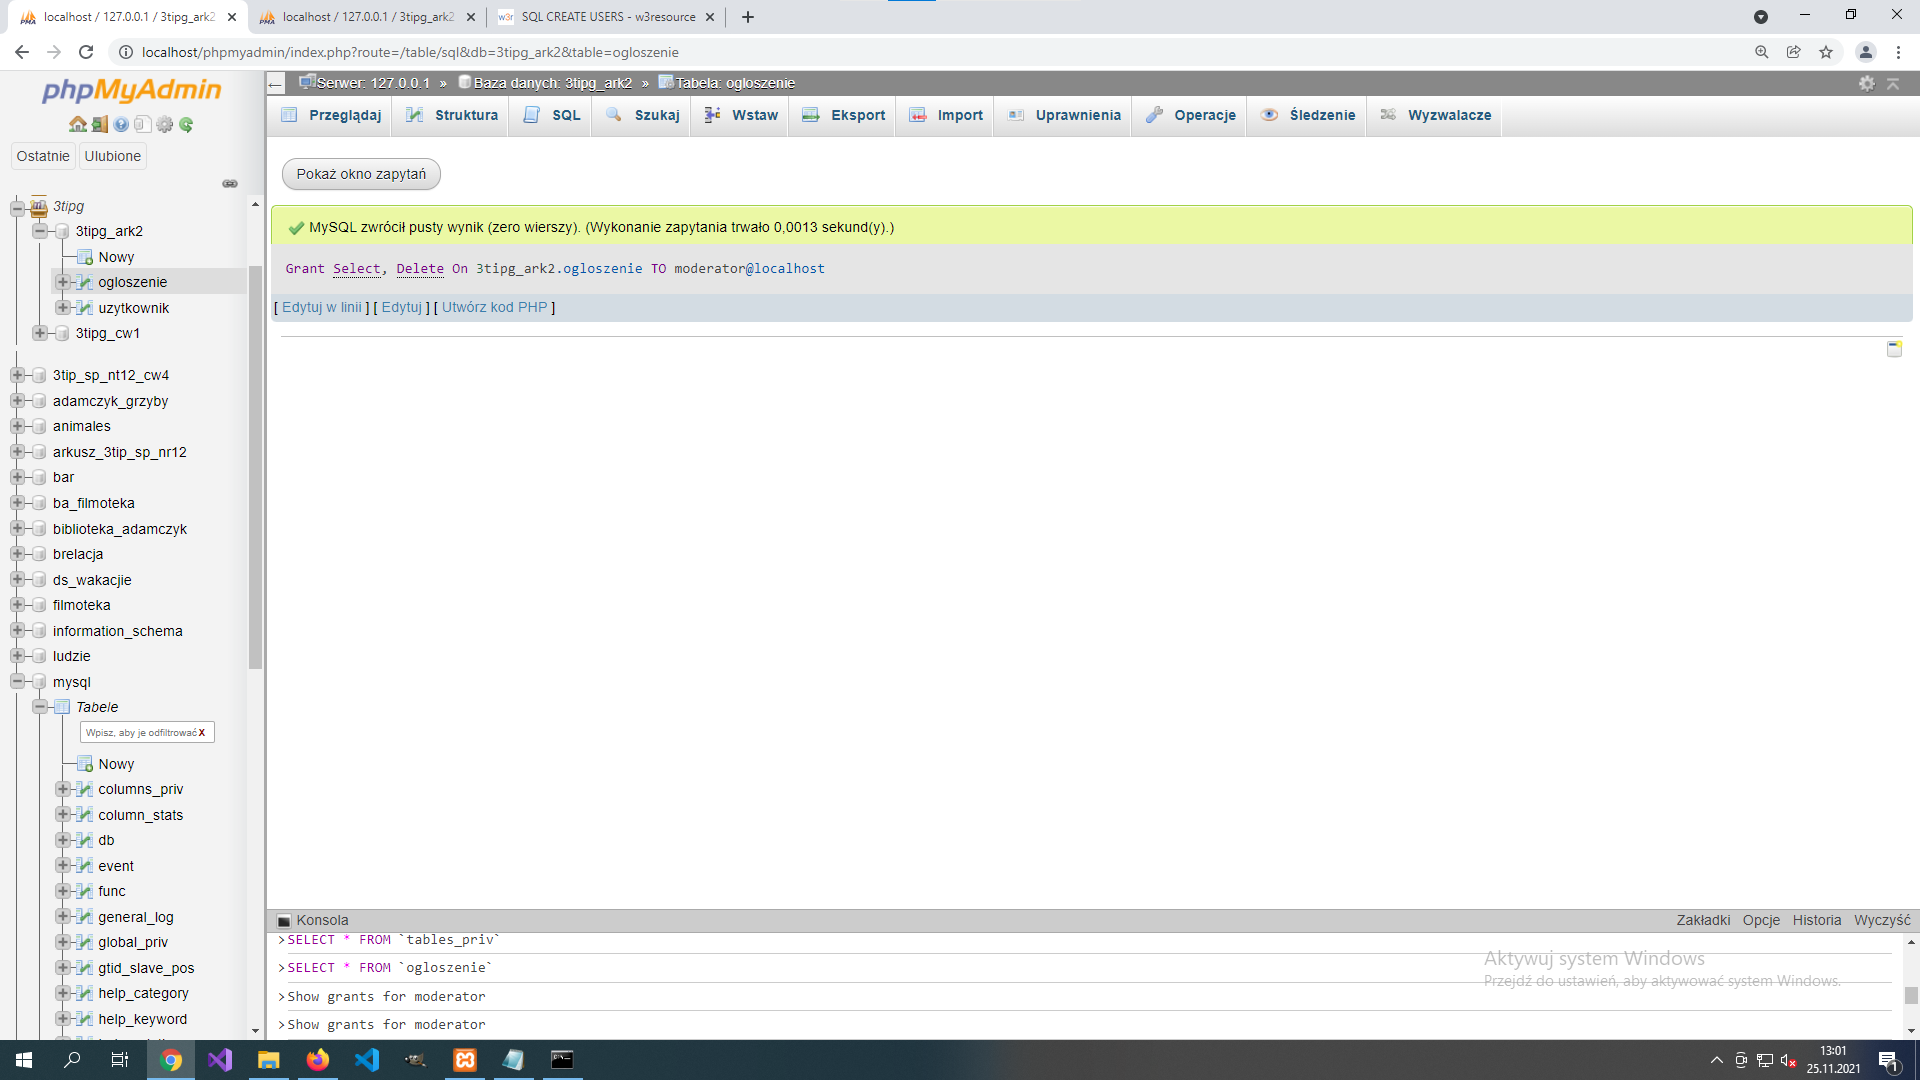 localhost / 127.0.0.1 / 3tipg_ark2
localhost / 127.0.0.1 / 3tipg_ark2
w3r SQL CREATE USERS - w3resource
localhost/phpmyadmin/index.php?route=/table/sql&db=3tipg_ark2&table=ogloszenie
phpMyAdmin
Ostatnie Ulubione
3tipg
3tipg_ark2
Nowy
ogloszenie
uzytkownik
3tipg_cw1
3tip_sp_nt12_cw4
adamczyk_grzyby
animales
arkusz_3tip_sp_nr12
bar
ba_filmoteka
biblioteka_adamczyk
brelacja
ds_wakacjie
filmoteka
information_schema
ludzie
mysql
Tabele
Wpisz, aby je odfiltrować X
Nowy
columns_priv
column_stats
db
event
func
general_log
global_priv
gtid_slave_pos
help_category
help_keyword
Serwer: 127.0.0.1 » Baza danych: 3tipg_ark2 » Tabela: ogloszenie
Przeglądaj Struktura SQL Szukaj Wstaw Eksport Import Uprawnienia Operacje Śledzenie Wyzwalacze
Pokaż okno zapytań
MySQL zwrócił pusty wynik (zero wierszy). (Wykonanie zapytania trwało 0,0013 sekund(y).)
Grant Select, Delete On 3tipg_ark2.ogloszenie TO moderator@localhost
[ Edytuj w linii ] [ Edytuj ] [ Utwórz kod PHP ]
Konsola Zakładki Opcje Historia Wyczyść
>SELECT * FROM `tables_priv`
>SELECT * FROM `ogloszenie`
>Show grants for moderator
>Show grants for moderator
Aktywuj system Windows
Przejdź do ustawień, aby aktywować system Windows.
13:01
25.11.2021
1